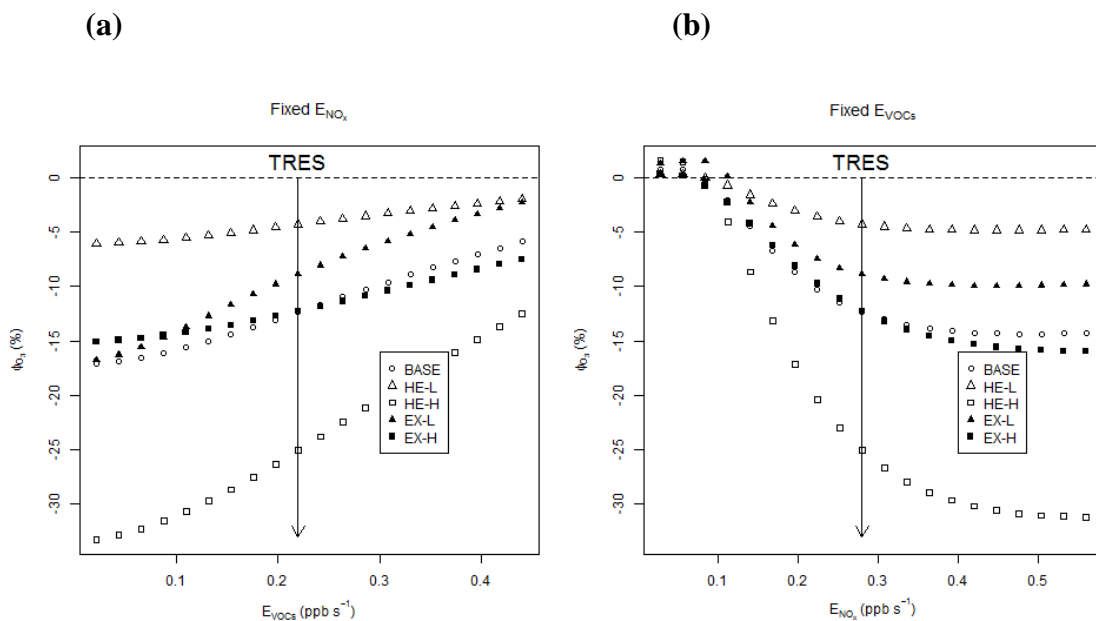 (a)
Fixed E_NOx
TRES
0
-5
-10
-15
-20
-25
-30
ϕO3 (%)
BASE
HE-L
HE-H
EX-L
EX-H
0.1 0.2 0.3 0.4
E_VOCs (ppb s⁻¹)
(b)
Fixed E_VOCs
TRES
0
-5
-10
-15
-20
-25
-30
ϕO3 (%)
BASE
HE-L
HE-H
EX-L
EX-H
0.1 0.2 0.3 0.4 0.5
E_NOx (ppb s⁻¹)